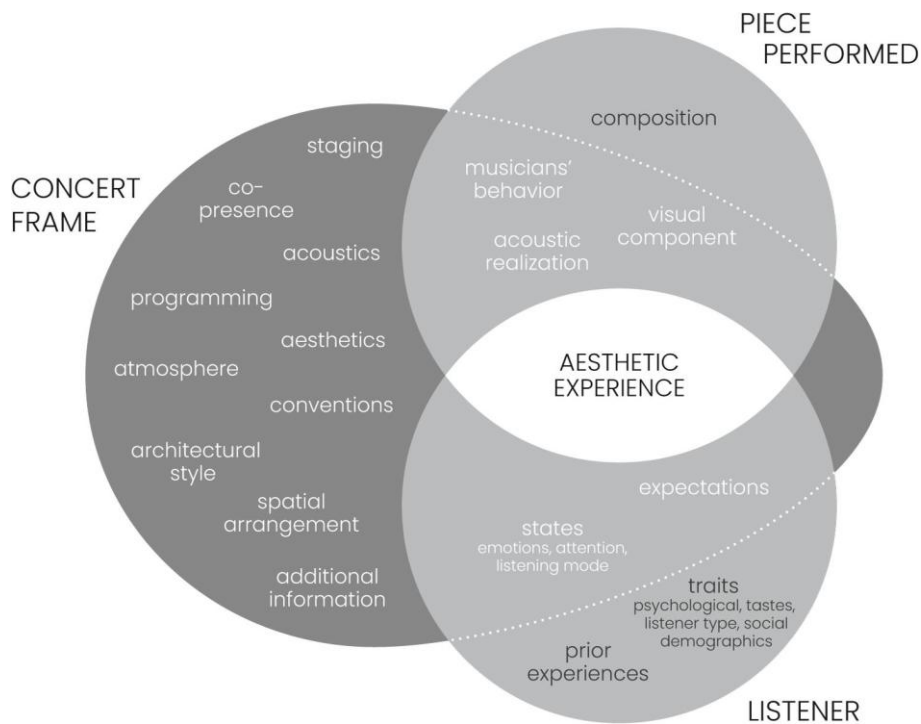 PIECE
PERFORMED
composition
staging
musicians’
behavior
CONCERT
FRAME
co-
presence
visual
component
acoustics
acoustic
realization
programming
aesthetics
atmosphere
AESTHETIC
EXPERIENCE
conventions
architectural
style
expectations
spatial
arrangement
states
emotions, attention,
listening mode
additional
information
traits
psychological, tastes,
listener type, social
demographics
prior
experiences
LISTENER